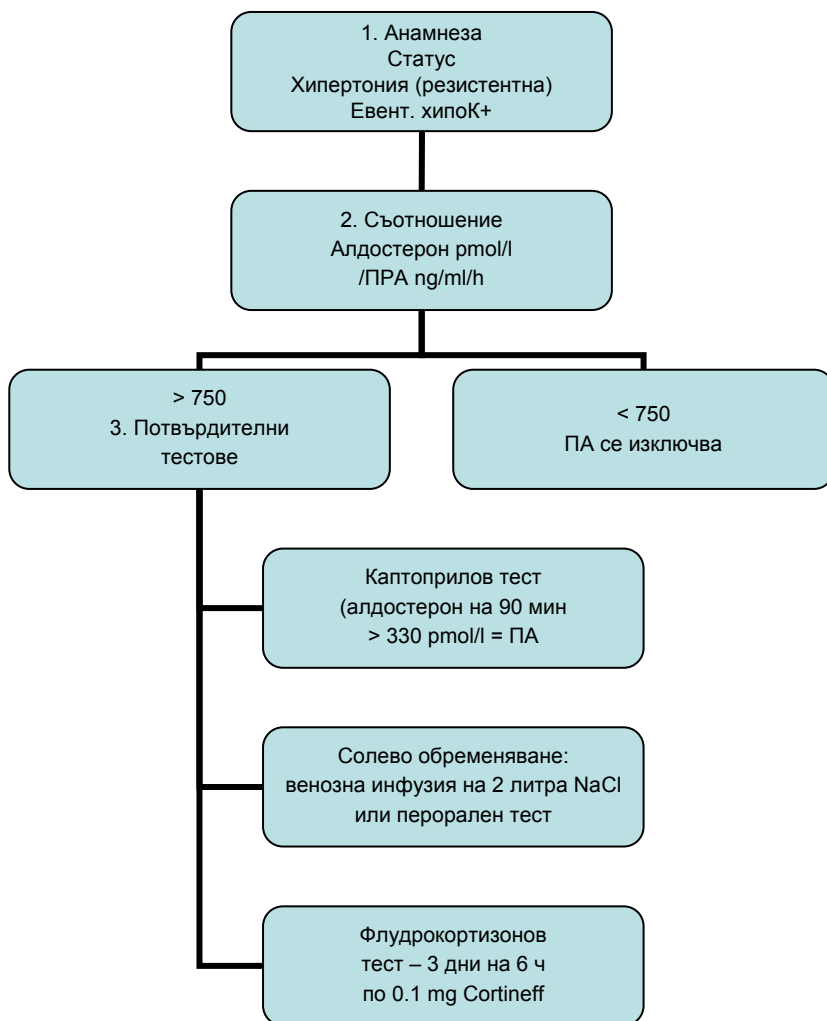 1. Анамнеза
Статус
Хипертония (резистентна)
Евент. хипоК+
2. Съотношение
Алдостерон pmol/l
/ПРА ng/ml/h
> 750
3. Потвърдителни
тестове
< 750
ПА се изключва
Каптоприлов тест
(алдостерон на 90 мин
> 330 pmol/l = ПА
Солево обременяване:
венозна инфузия на 2 литра NaCl
или перорален тест
Флудрокортизонов
тест – 3 дни на 6 ч
по 0.1 mg Cortineff